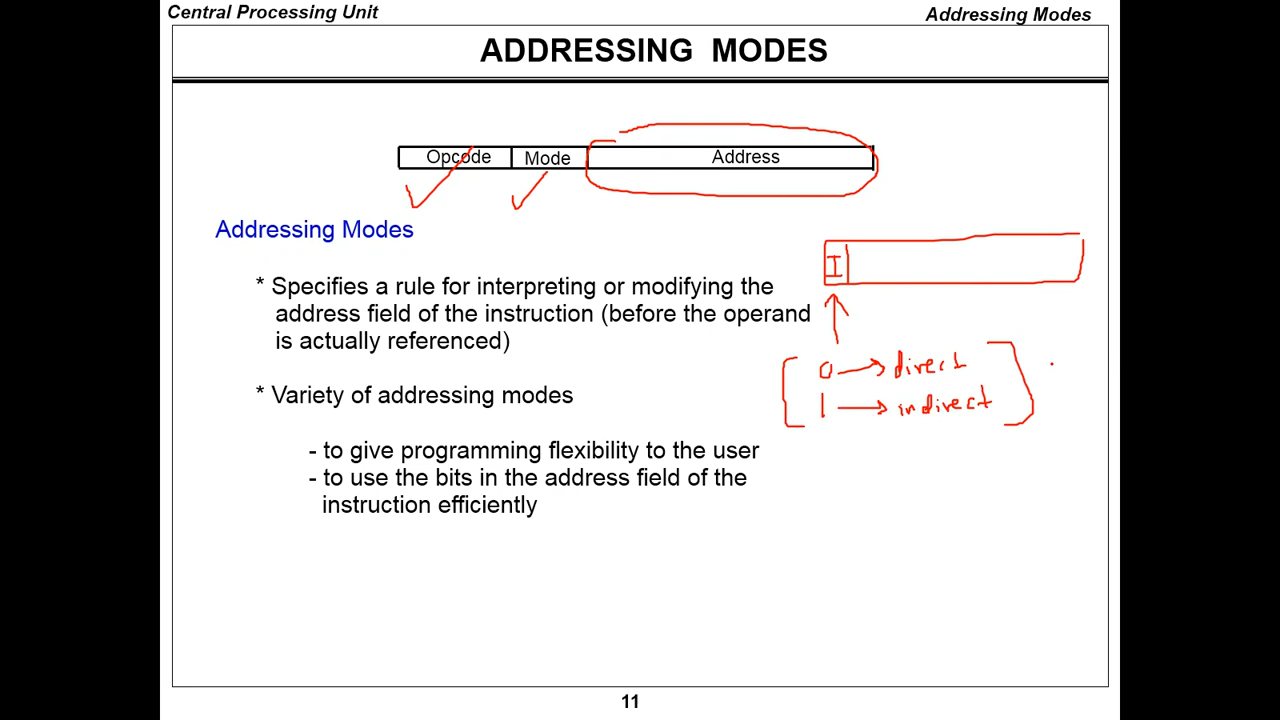 Central Processing Unit
Addressing Modes
ADDRESSING MODES
Opcode Mode Address
Addressing Modes
I
* Specifies a rule for interpreting or modifying the
address field of the instruction (before the operand
is actually referenced)
0 → direct
1 → indirect
* Variety of addressing modes
- to give programming flexibility to the user
- to use the bits in the address field of the
instruction efficiently
11